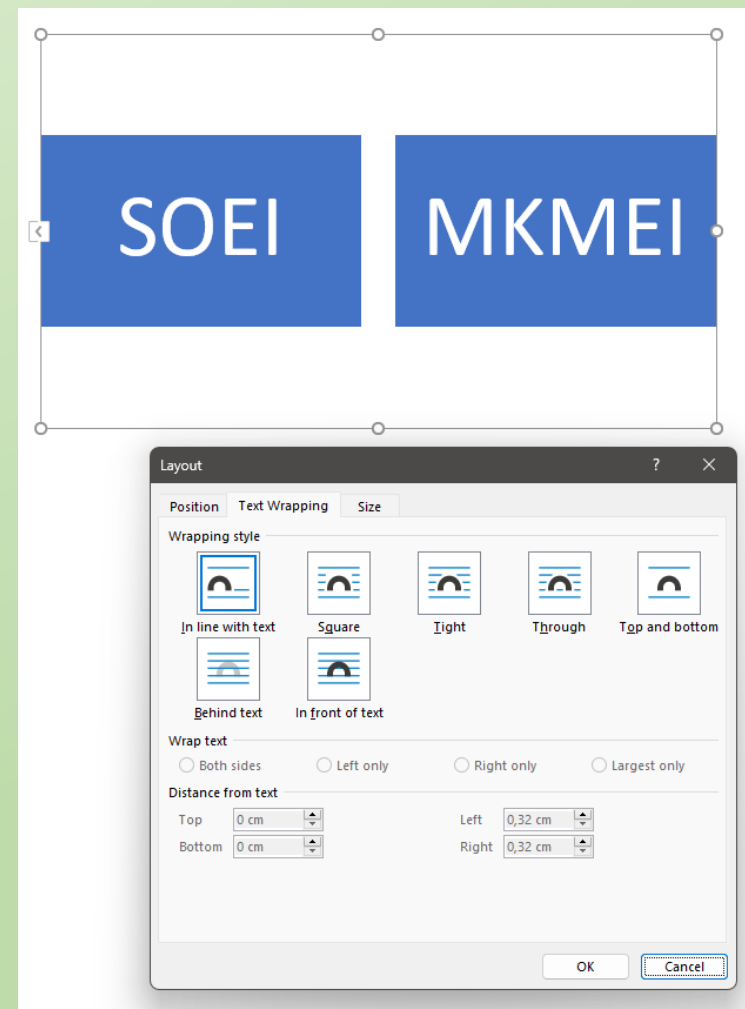 SOEI MKMEI
Layout ?
Position Text Wrapping Size
Wrapping style
In line with text Square Tight Through Top and bottom
Behind text In front of text
Wrap text
Both sides Left only Right only Largest only
Distance from text
Top 0 cm Left 0,32 cm
Bottom 0 cm Right 0,32 cm
OK Cancel